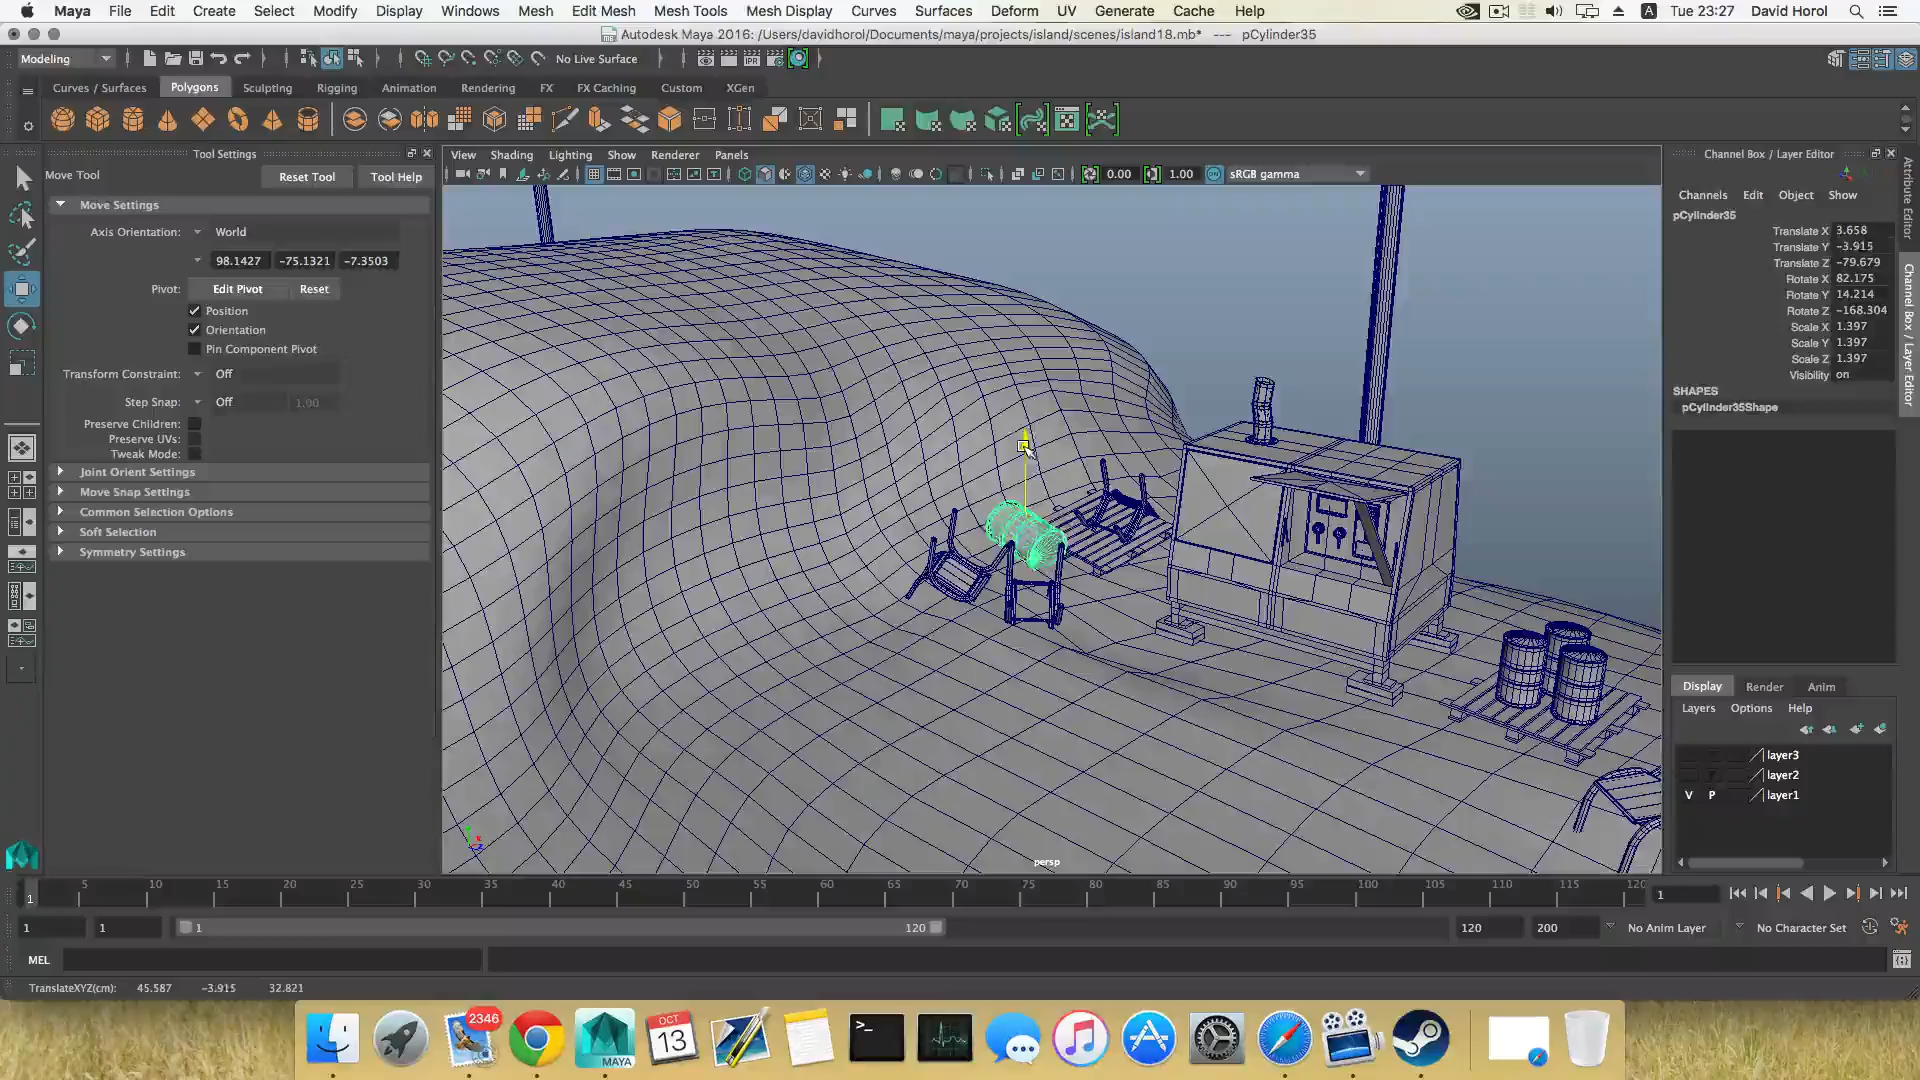 Maya File Edit Create Select Modify Display Windows Mesh Edit Mesh Mesh Tools Mesh Display Curves Surfaces Deform UV Generate Cache Help A Tue 23:27 David Horol
Autodesk Maya 2016: /Users/davidhorol/Documents/maya/projects/island/scenes/island18.mb* --- pCylinder35
Modeling No Live Surface
Curves / Surfaces Polygons Sculpting Rigging Animation Rendering FX FX Caching Custom XGen
Tool Settings
Move Tool Reset Tool Tool Help
Move Settings
Axis Orientation: World
98.1427 -75.1321 -7.3503
Pivot: Edit Pivot Reset
Position
Orientation
Pin Component Pivot
Transform Constraint: Off
Step Snap: Off 1.00
Preserve Children:
Preserve UVs:
Tweak Mode:
Joint Orient Settings
Move Snap Settings
Common Selection Options
Soft Selection
Symmetry Settings
View Shading Lighting Show Renderer Panels
0.00 1.00 sRGB gamma
persp
Channel Box / Layer Editor
Channels Edit Object Show
pCylinder35
Translate X 3.658
Translate Y -3.915
Translate Z -79.679
Rotate X 82.175
Rotate Y 14.214
Rotate Z -168.304
Scale X 1.397
Scale Y 1.397
Scale Z 1.397
Visibility on
SHAPES
pCylinder35Shape
Attribute Editor
Channel Box / Layer Editor
Display Render Anim
Layers Options Help
layer3
layer2
V P layer1
1 5 10 15 20 25 30 35 40 45 50 55 60 65 70 75 80 85 90 95 100 105 110 115 120 1
1 1 1 120 120 200 No Anim Layer No Character Set
MEL
TranslateXYZ(cm): 45.587 -3.915 32.821
2346
MAYA
OCT
13